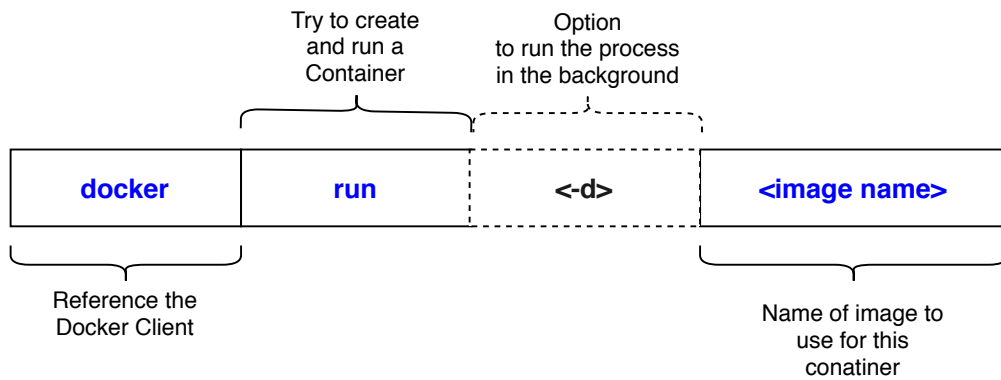 Try to create
and run a
Container
Option
to run the process
in the background
docker
run
<-d>
<image name>
Reference the
Docker Client
Name of image to
use for this
conatiner